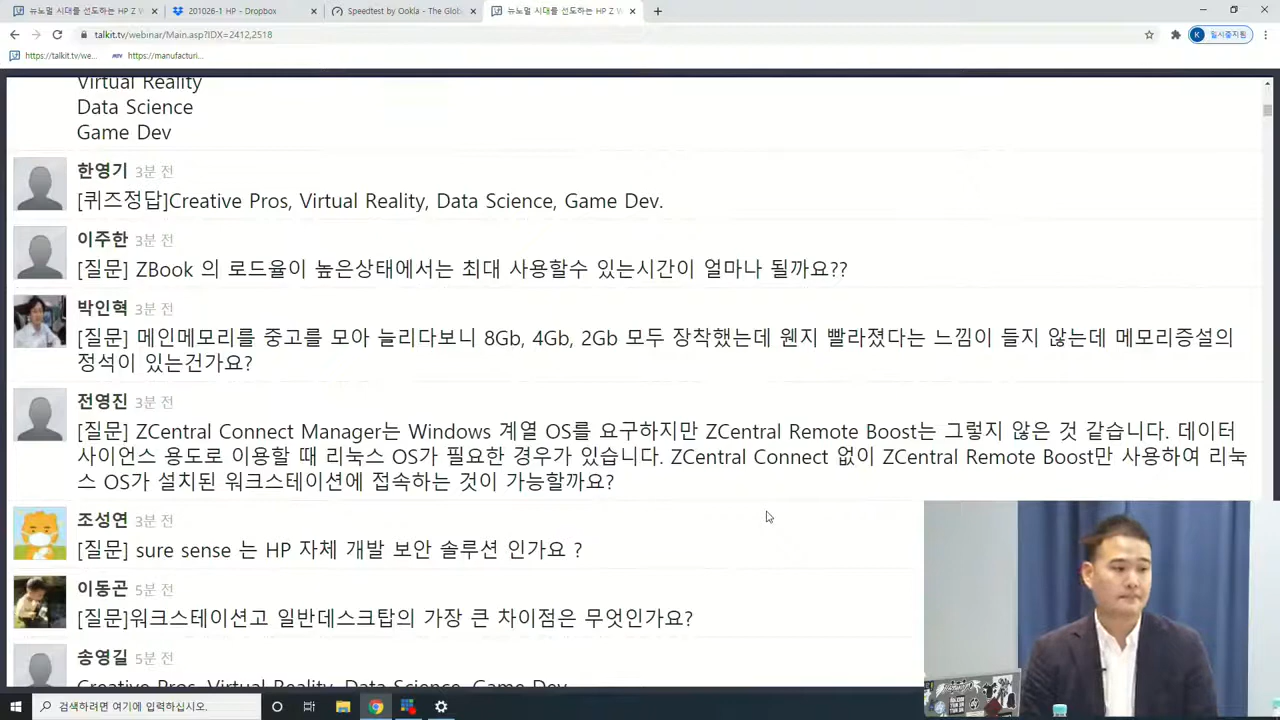 뉴노멀 시대를 선도하는 HP Z W
201026-1 HP - Dropbox
Speedtest by Ookla - The Glob
뉴노멀 시대를 선도하는 HP Z W
talkit.tv/webinar/Main.asp?IDX=2412,2518
K 일시중지됨
https://talkit.tv/we...
https://manufacturi...
Virtual Reality
Data Science
Game Dev
한영기 3분 전
[퀴즈정답]Creative Pros, Virtual Reality, Data Science, Game Dev.
이주한 3분 전
[질문] ZBook 의 로드율이 높은상태에서는 최대 사용할수 있는시간이 얼마나 될까요??
박인혁 3분 전
[질문] 메인메모리를 중고를 모아 늘리다보니 8Gb, 4Gb, 2Gb 모두 장착했는데 웬지 빨라졌다는 느낌이 들지 않는데 메모리증설의
정석이 있는건가요?
전영진 3분 전
[질문] ZCentral Connect Manager는 Windows 계열 OS를 요구하지만 ZCentral Remote Boost는 그렇지 않은 것 같습니다. 데이터
사이언스 용도로 이용할 때 리눅스 OS가 필요한 경우가 있습니다. ZCentral Connect 없이 ZCentral Remote Boost만 사용하여 리눅
스 OS가 설치된 워크스테이션에 접속하는 것이 가능할까요?
조성연 3분 전
[질문] sure sense 는 HP 자체 개발 보안 솔루션 인가요 ?
이동곤 5분 전
[질문]워크스테이션고 일반데스크탑의 가장 큰 차이점은 무엇인가요?
송영길 5분 전
Creative Pros, Virtual Reality, Data Science, Game Dev
검색하려면 여기에 입력하십시오.